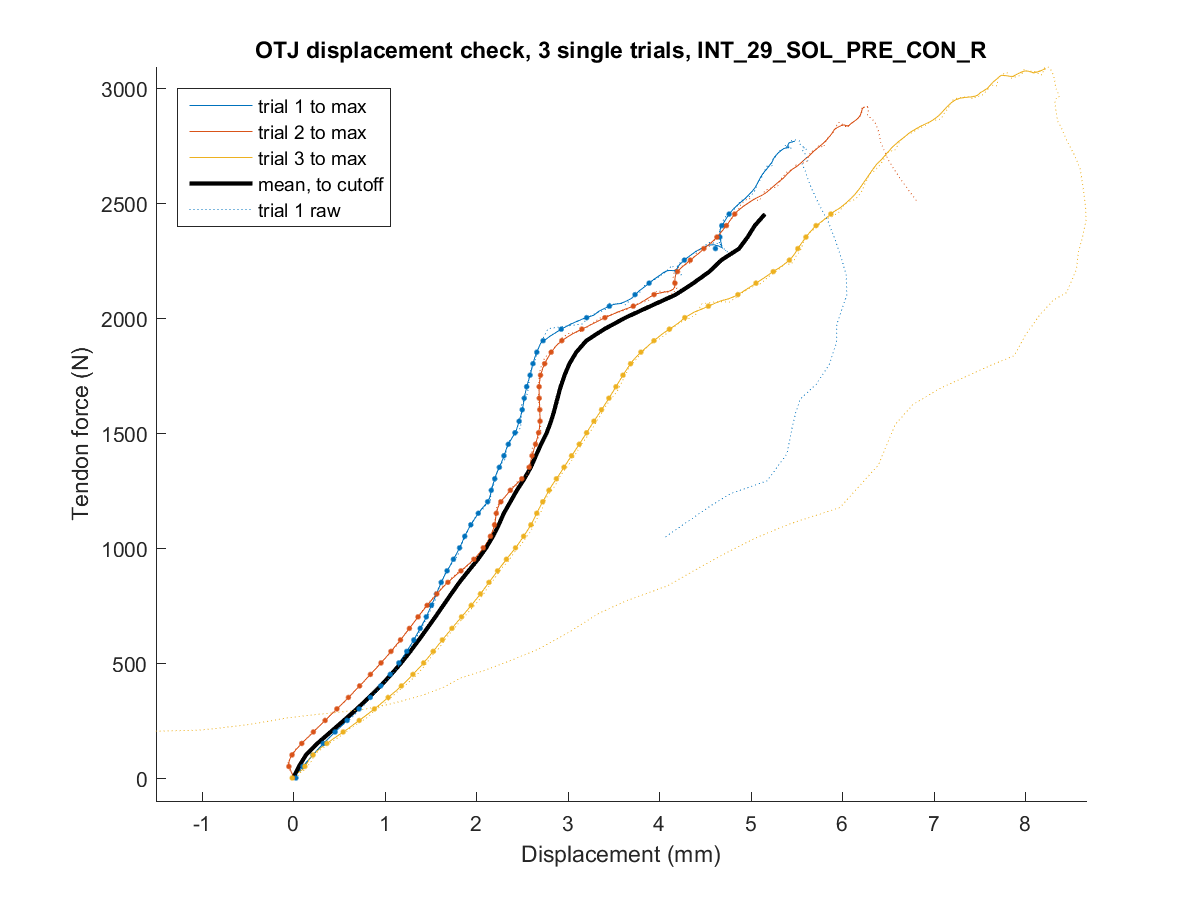 OTJ displacement check, 3 single trials, INT_29_SOL_PRE_CON_R
trial 1 to max
trial 2 to max
trial 3 to max
mean, to cutoff
trial 1 raw
Tendon force (N)
3000
2500
2000
1500
1000
500
0
-1 0 1 2 3 4 5 6 7 8
Displacement (mm)